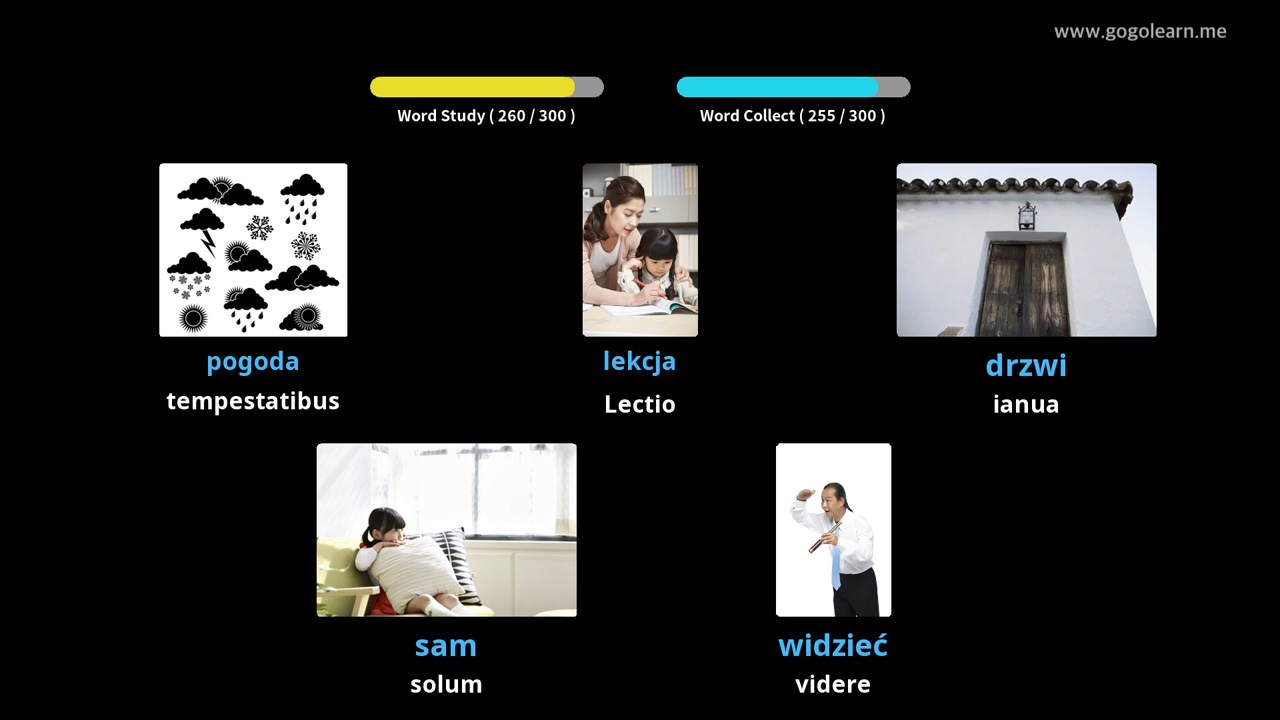 www.gogolearn.me
Word Study ( 260 / 300 )
Word Collect ( 255 / 300 )
pogoda
tempestatibus
lekcja
Lectio
drzwi
ianua
sam
solum
widzieć
videre